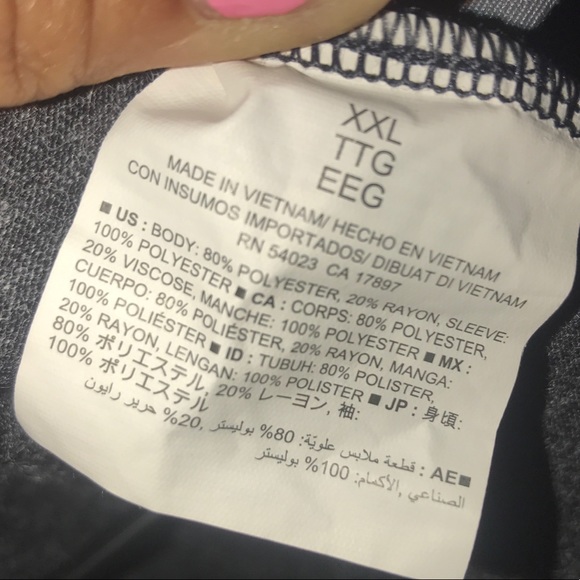 XXL
TTG
EEG
MADE IN VIETNAM/ HECHO EN VIETNAM
CON INSUMOS IMPORTADOS/ DIBUAT DI VIETNAM
RN 54023 CA 17897
■ US : BODY: 80% POLYESTER, 20% RAYON, SLEEVE:
100% POLYESTER ■ CA : CORPS: 80% POLYESTER,
20% VISCOSE, MANCHE: 100% POLYESTER ■ MX :
CUERPO: 80% POLIÉSTER, 20% RAYON, MANGA:
100% POLIÉSTER ■ ID : TUBUH: 80% POLISTER,
20% RAYON, LENGAN: 100% POLISTER ■ JP : 身頃:
80% ポリエステル, 20% レーヨン, 袖:
100% ポリエステル
■AE : قطعة ملابس علويّة: 80% بوليستر ,20% حرير رايون
الصناعي ,الأكمام: 100% بوليستر